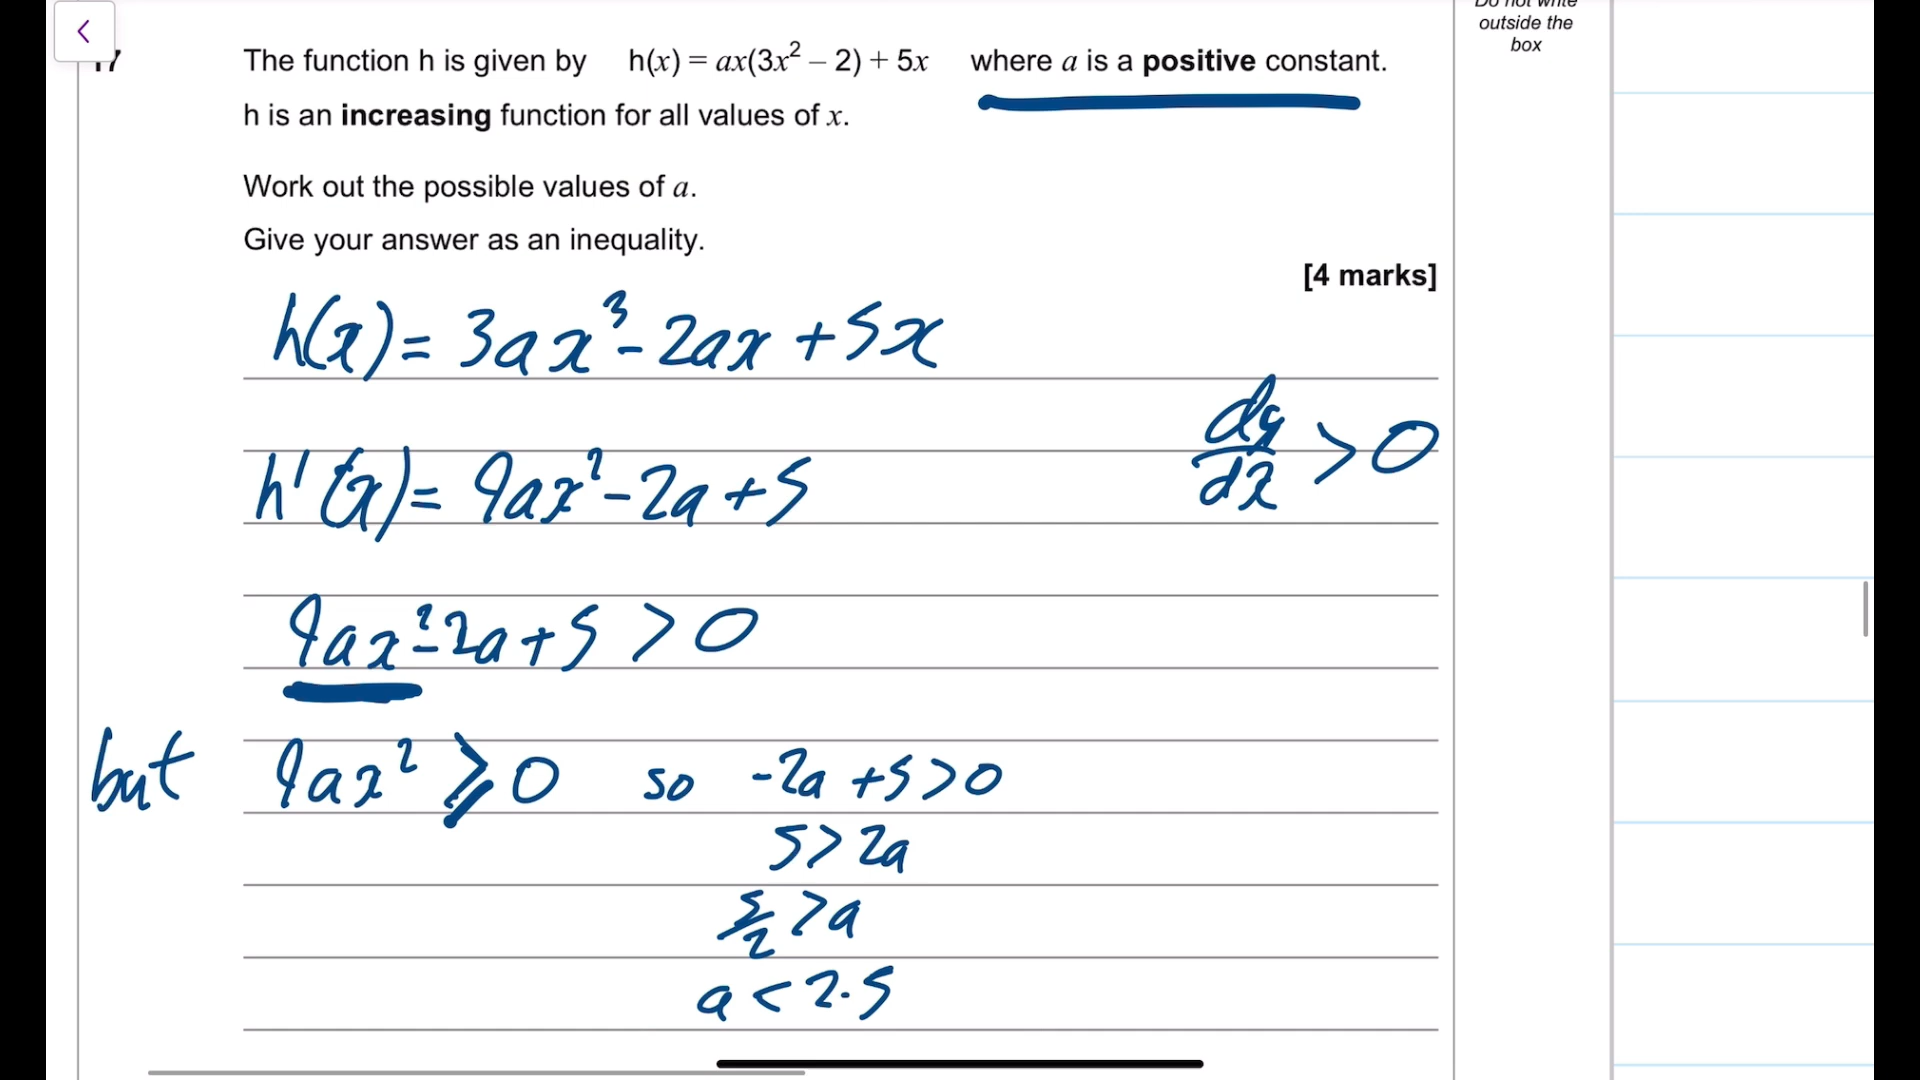 Do not write
outside the
box
17 The function h is given by h(x) = ax(3x² – 2) + 5x where a is a positive constant.
h is an increasing function for all values of x.
Work out the possible values of a.
Give your answer as an inequality.
[4 marks]
h(x) = 3ax³ - 2ax + 5x
dy/dx > 0
h'(x) = 9ax² - 2a + 5
9ax² - 2a + 5 > 0
but 9ax² ⩾ 0 so -2a + 5 > 0
5 > 2a
5/2 > a
a < 2.5